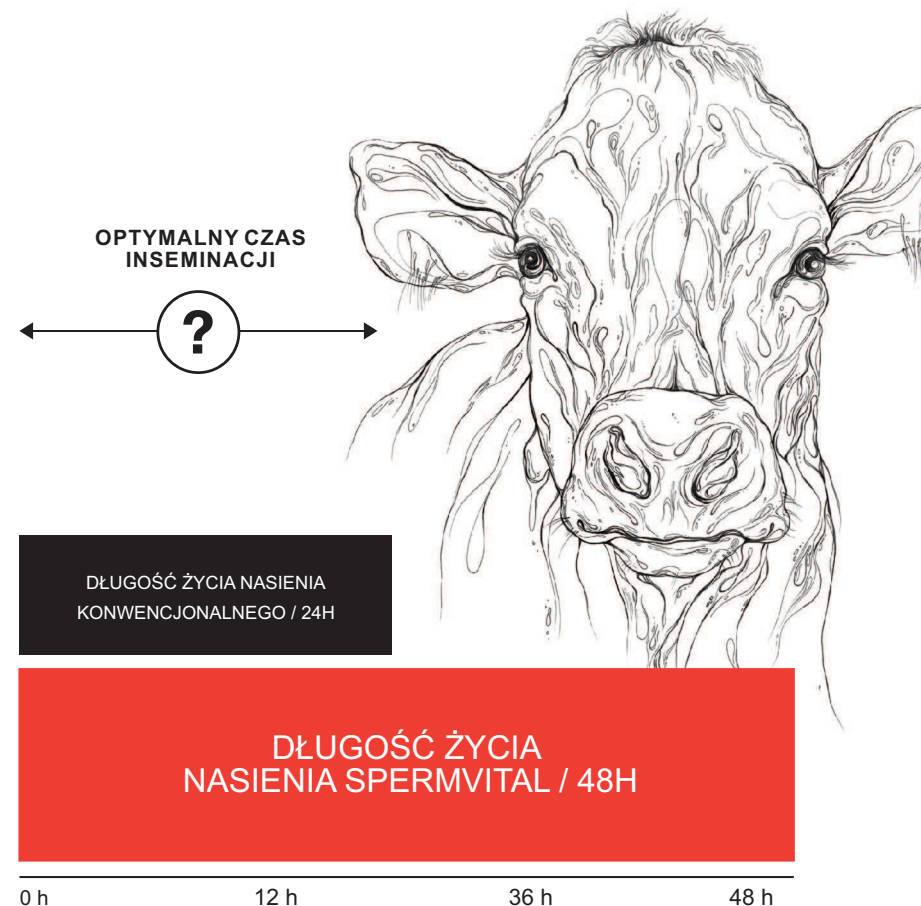 OPTYMALNY CZAS
INSEMINACJI
?
DŁUGOŚĆ ŻYCIA NASIENIA
KONWENCJONALNEGO / 24H
DŁUGOŚĆ ŻYCIA
NASIENIA SPERMVITAL / 48H
0 h 12 h 36 h 48 h